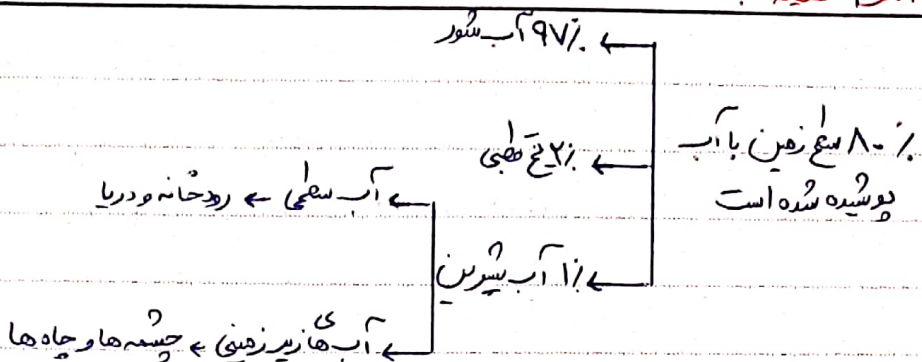 ٪۸۰ سطح زمین با آب
پوشیده شده است
← ٪۹۷ آب شور
← ٪۲ یخ قطبی
← ٪۱ آب شیرین
← آب سطحی ← رودخانه و دریا
← آب های زیرزمینی ← چشمه ها و چاه ها